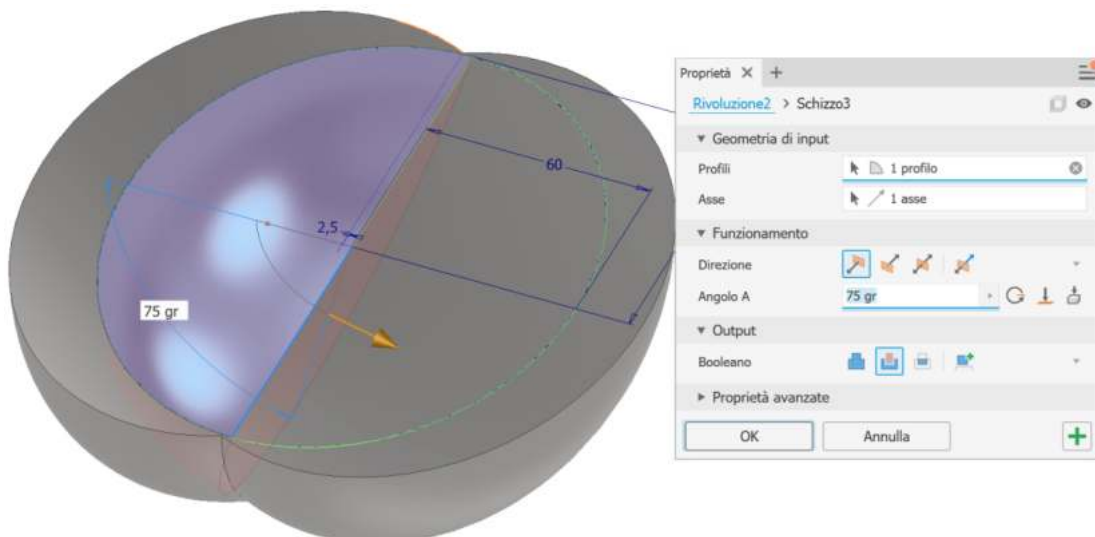 60
2,5
75 gr
Proprietà
Rivoluzione2 > Schizzo3
Geometria di input
Profili 1 profilo
Asse 1 asse
Funzionamento
Direzione
Angolo A 75 gr
Output
Booleano
Proprietà avanzate
OK Annulla